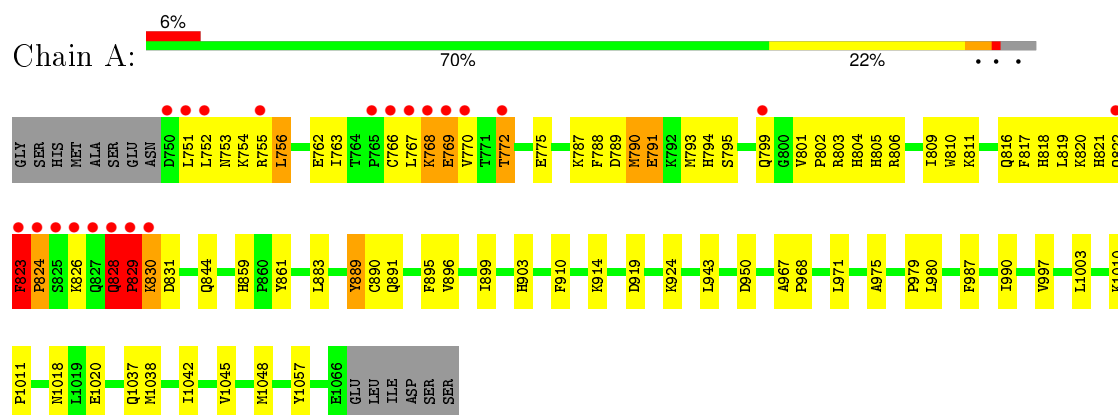 6%
Chain A:
70% 22% • • •
GLY SER HIS MET ALA SER GLU ASN D750 L751 L752 N753 K754 R755 L756 E762 I763 T764 P765 C766 L767 K768 E769 V770 T771 T772 E775 K787 F788 D789 M790 E791 K792 M793 H794 S795 Q799 G800 V801 P802 R803 H804 H805 R806 I809 W810 K811 Q816 F817 H818 L819 K820 H821
F823 P824 S825 K826 Q827 Q828 P829 K830 D831 Q844 H859 P860 Y861 L883 Y889 C890 Q891 F895 V896 I899 H903 F910 K914 D919 K924 L943 D950 A967 P968 L971 A975 P979 L980 F987 I990 V997 L1003 K1010
P1011 N1018 L1019 E1020 Q1037 M1038 I1042 V1045 M1048 Y1057 E1066 GLU LEU ILE ASP SER SER